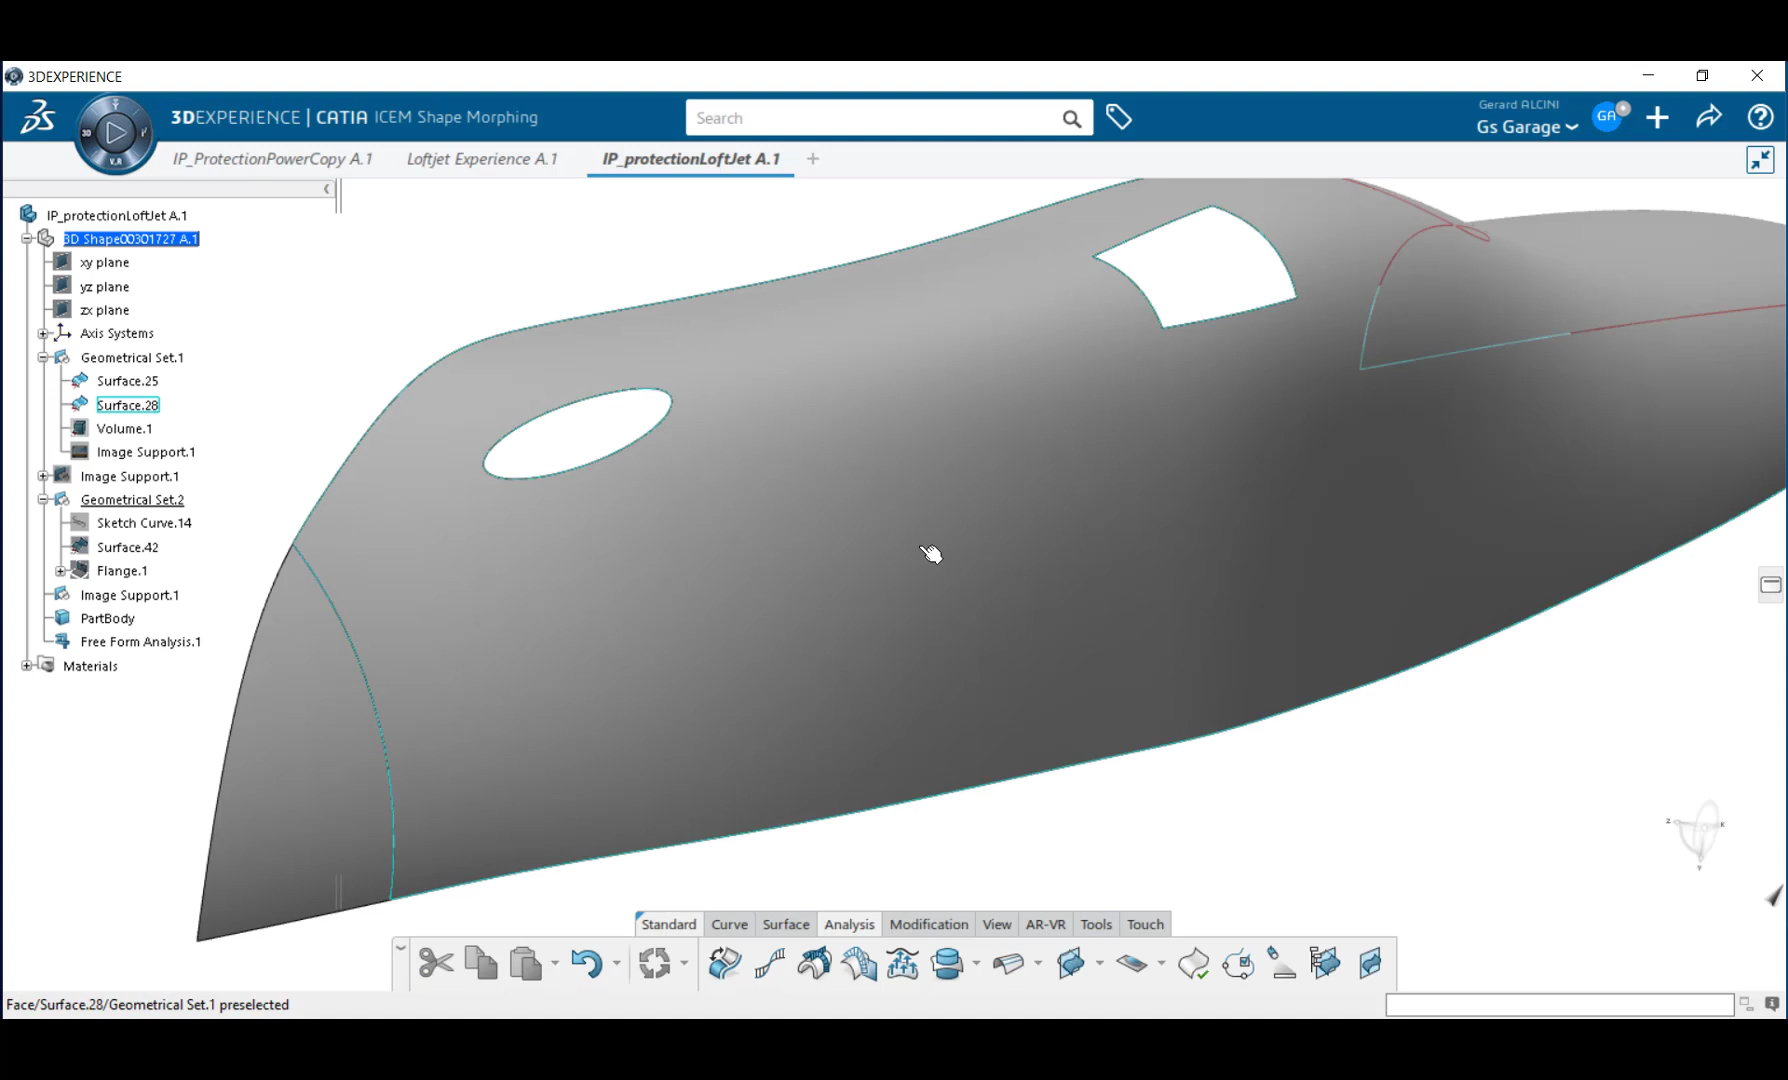 3DEXPERIENCE
3DEXPERIENCE | CATIA ICEM Shape Morphing
Search
Gerard ALCINI
Gs Garage
GA
3D
V.R
IP_ProtectionPowerCopy A.1
Loftjet Experience A.1
IP_protectionLoftJet A.1
IP_protectionLoftJet A.1
3D Shape00301727 A.1
xy plane
yz plane
zx plane
Axis Systems
Geometrical Set.1
Surface.25
Surface.28
Volume.1
Image Support.1
Image Support.1
Geometrical Set.2
Sketch Curve.14
Surface.42
Flange.1
Image Support.1
PartBody
Free Form Analysis.1
Materials
Standard Curve Surface Analysis Modification View AR-VR Tools Touch
Face/Surface.28/Geometrical Set.1 preselected